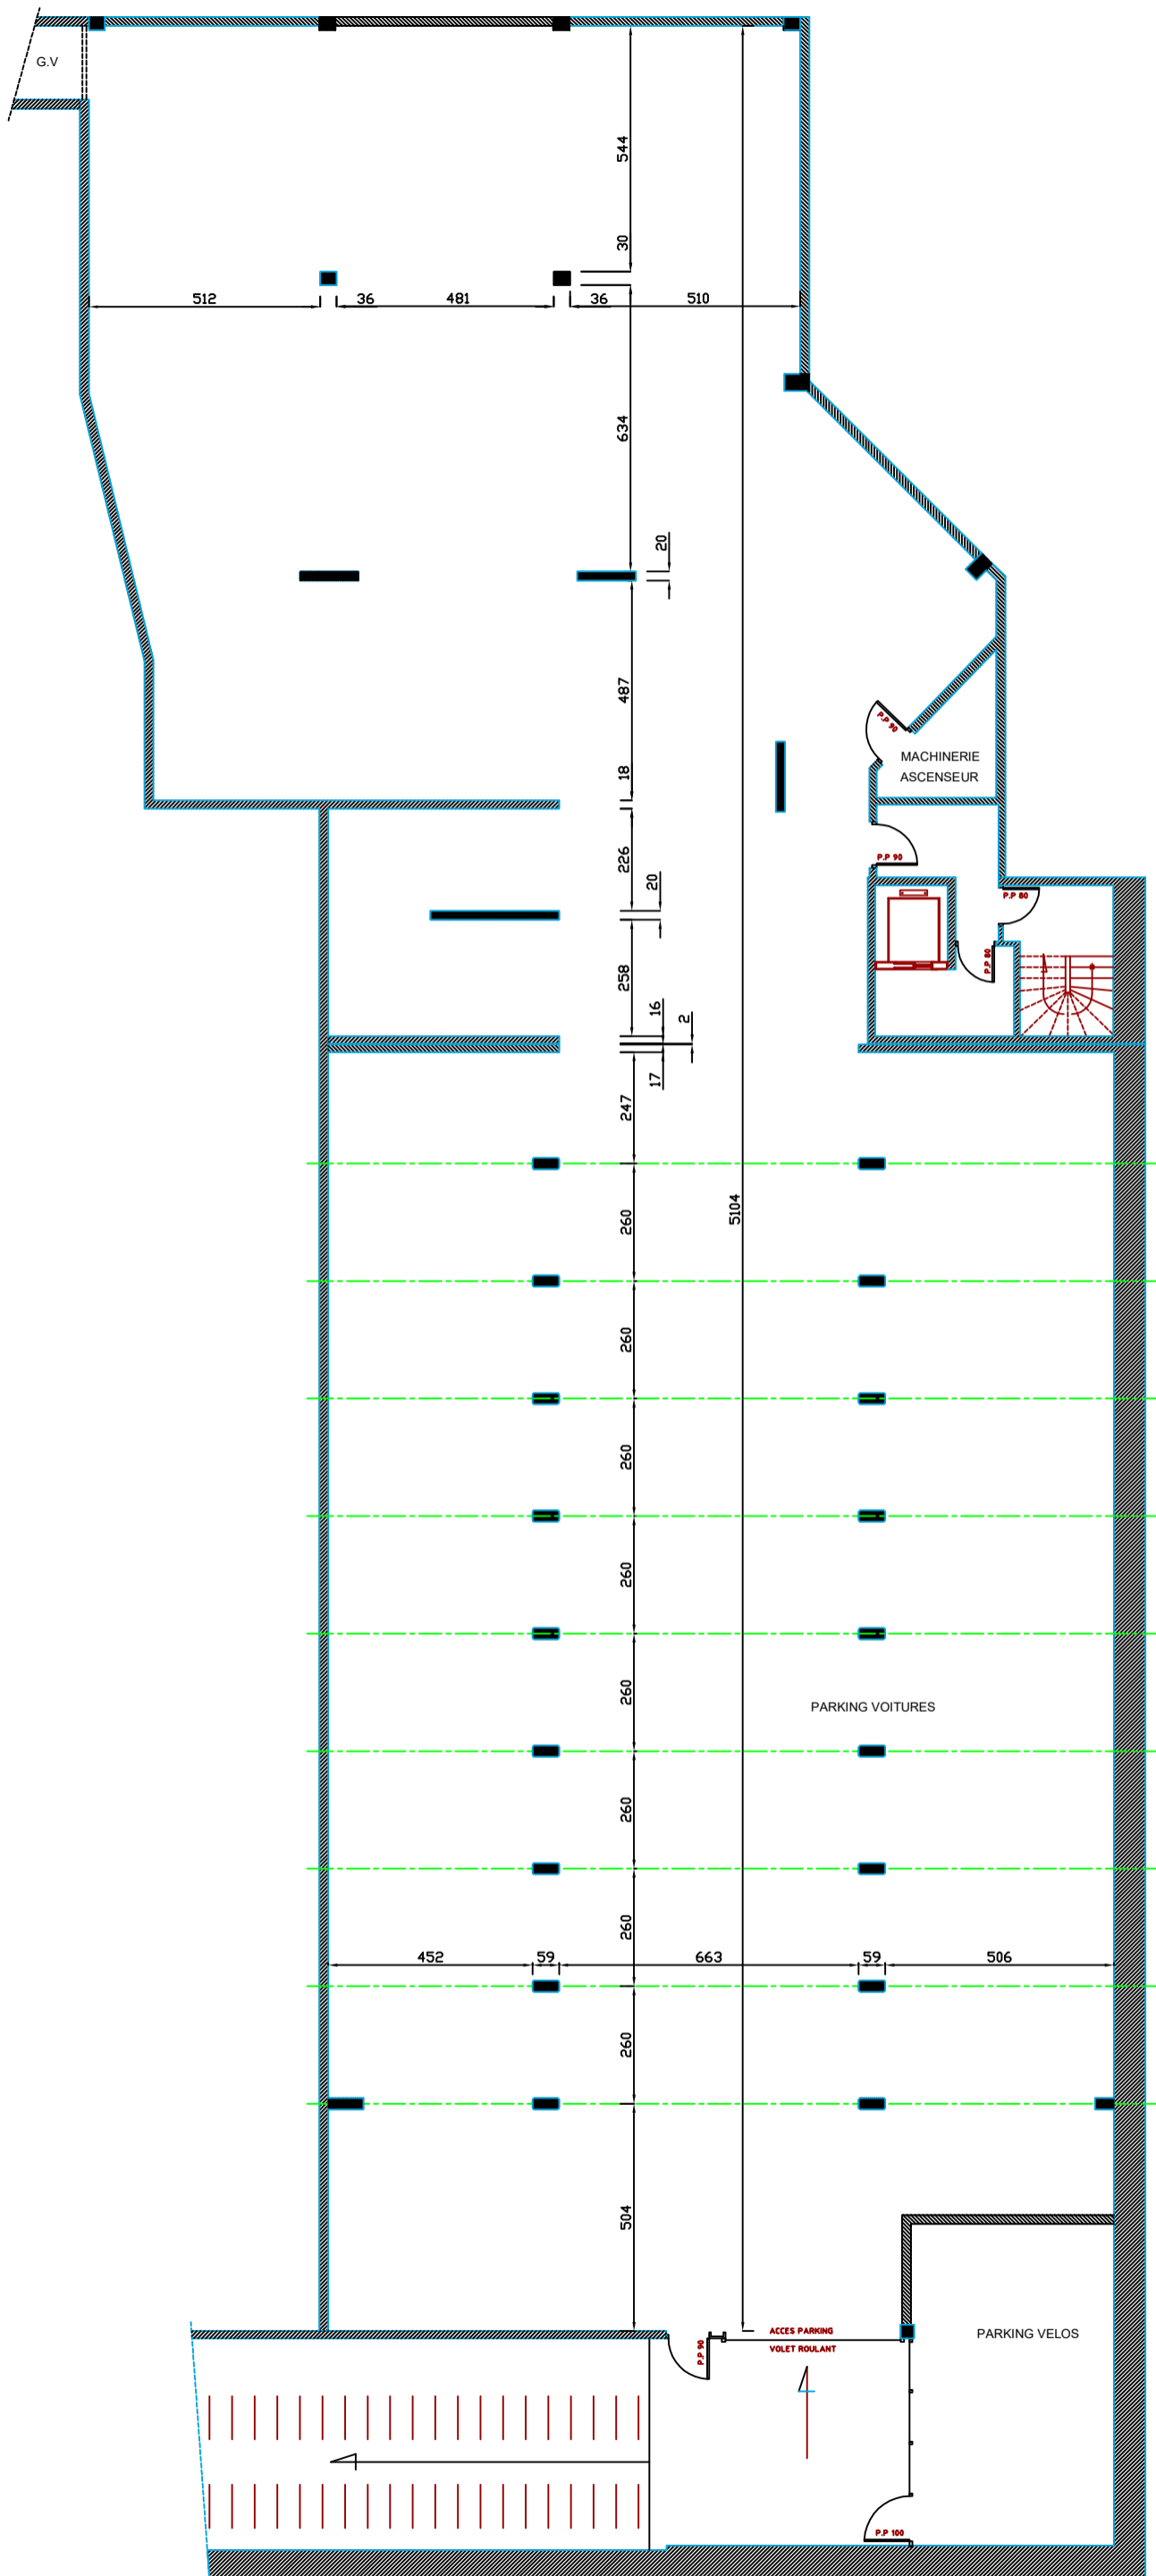 G.V
544
30
512
36
481
36
510
634
20
487
P.P 90
MACHINERIE
ASCENSEUR
18
226
P.P 90
20
P.P 80
P.P 80
258
16
2
17
247
5104
260
260
260
260
PARKING VOITURES
260
260
260
452
59
663
59
506
260
504
ACCES PARKING
VOLET ROULANT
P.P 90
PARKING VELOS
P.P 100